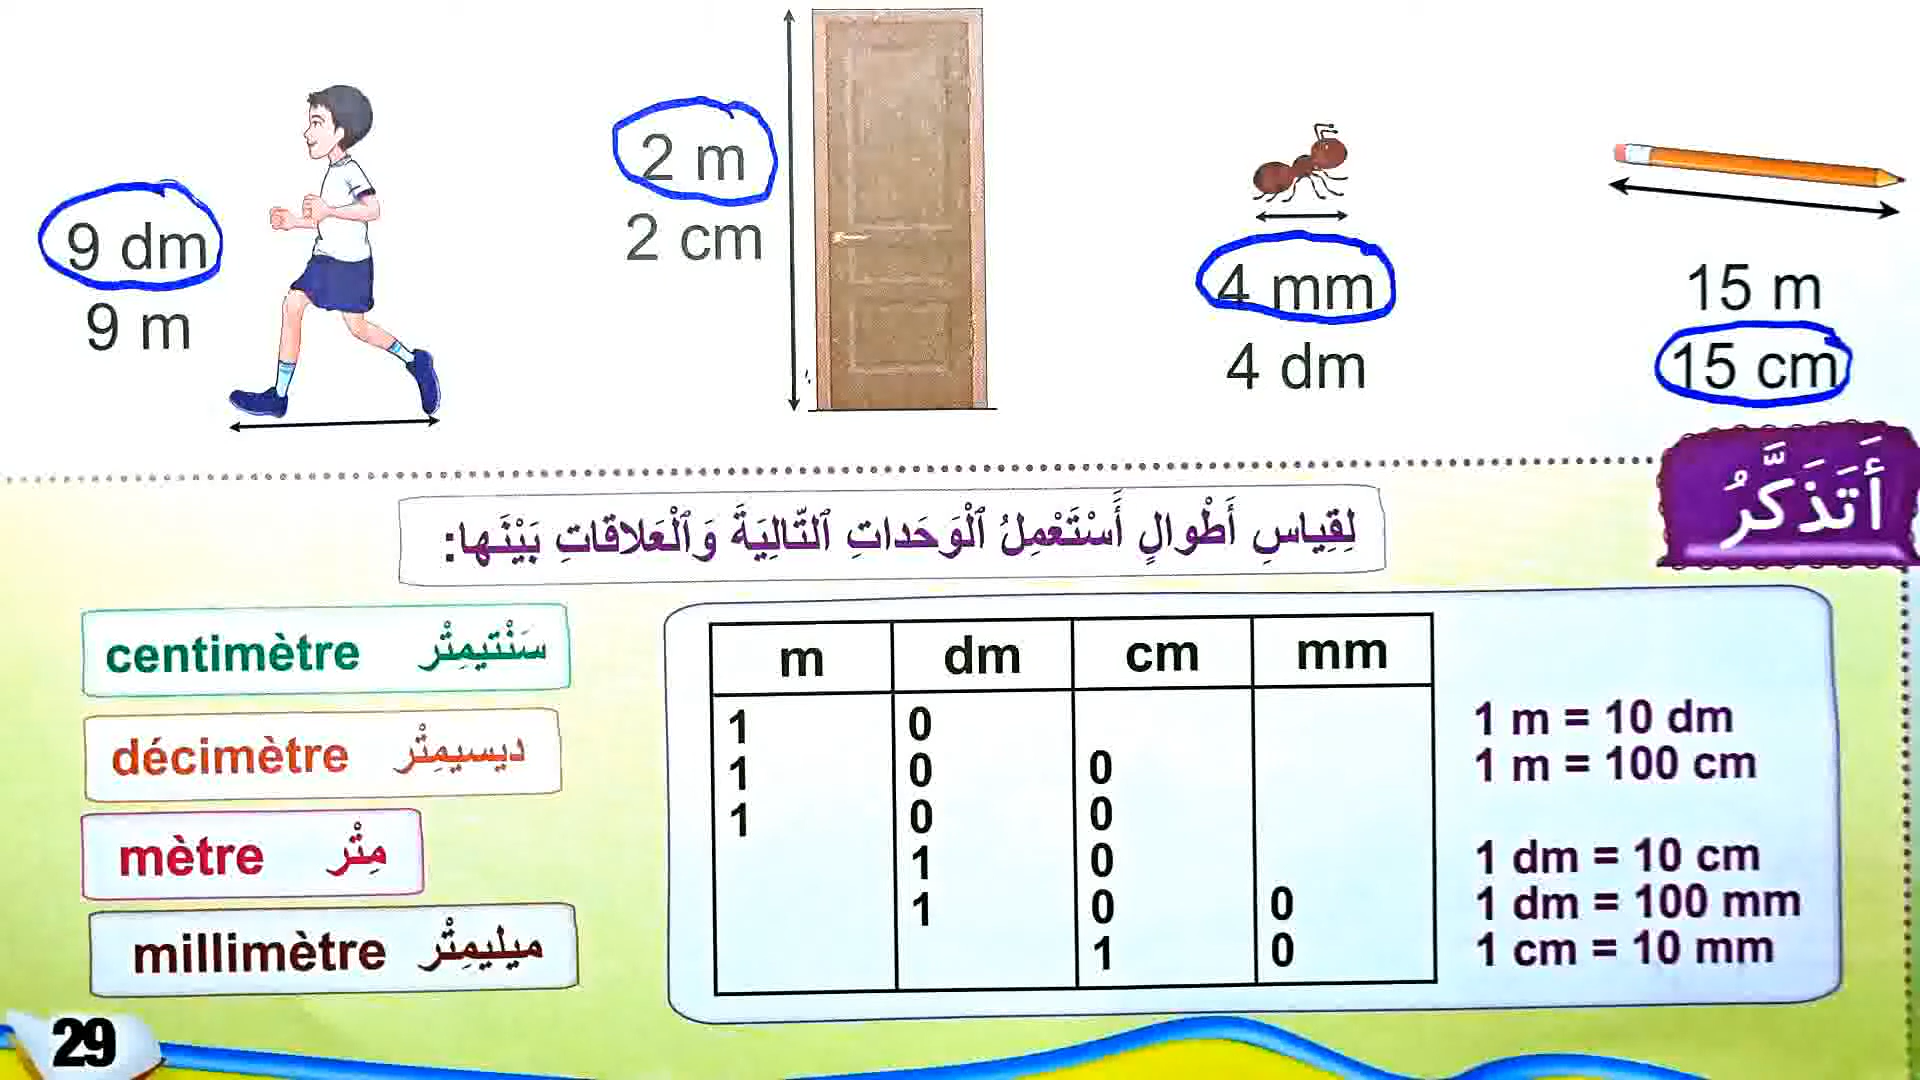 9 dm
9 m
2 m
2 cm
4 mm
4 dm
15 m
15 cm
أَتَذَكَّرُ
لِقِياسِ أَطْوالٍ أَسْتَعْمِلُ ٱلْوَحَداتِ ٱلتّالِيَةَ وَٱلْعَلاقاتِ بَيْنَها:
centimètre سَنْتيمِتْر
décimètre ديسيمِتْر
mètre مِتْر
millimètre ميليمِتْر
m dm cm mm
1 0
1 0 0
1 0 0
1 0
1 0 0
1 0
1 m = 10 dm
1 m = 100 cm
1 dm = 10 cm
1 dm = 100 mm
1 cm = 10 mm
29